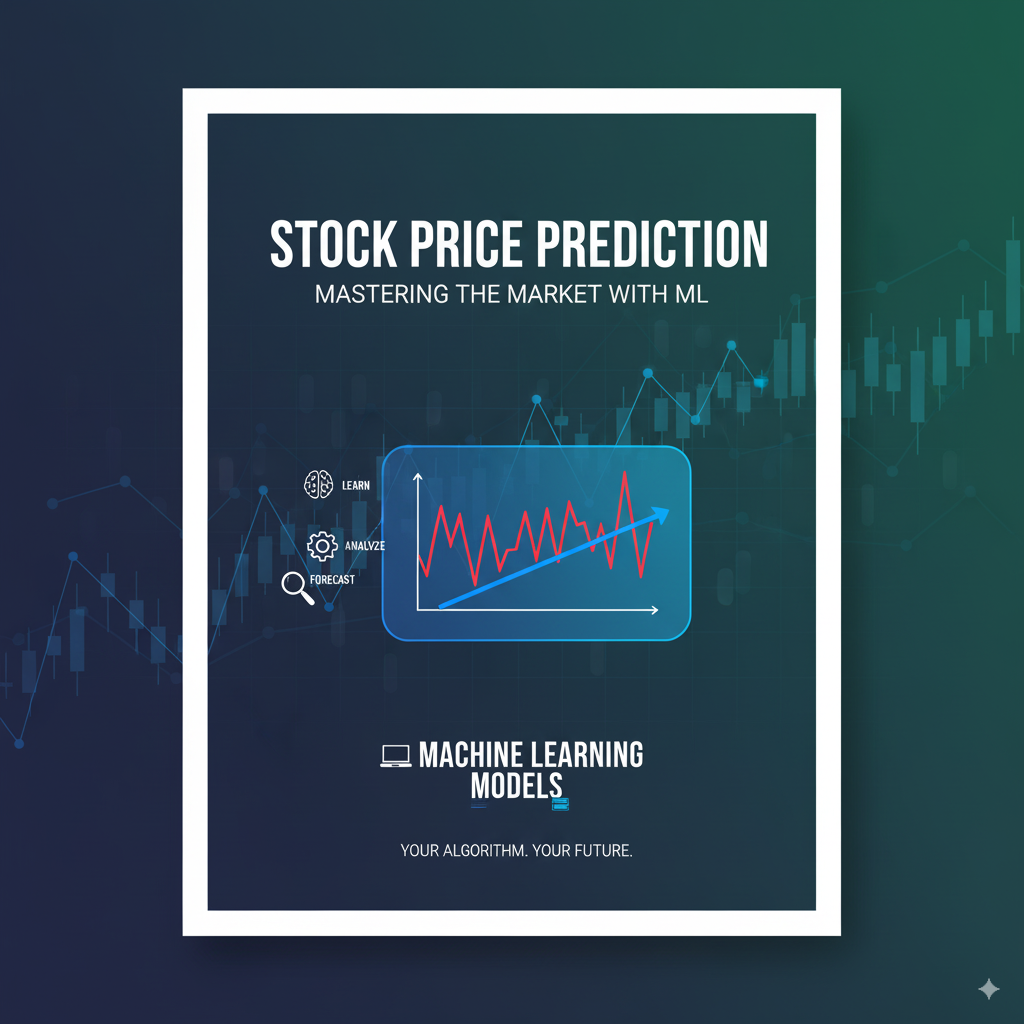 STOCK PRICE PREDICTION
MASTERING THE MARKET WITH ML
LEARN
ANALYZE
FORECAST
MACHINE LEARNING
MODELS
YOUR ALGORITHM. YOUR FUTURE.